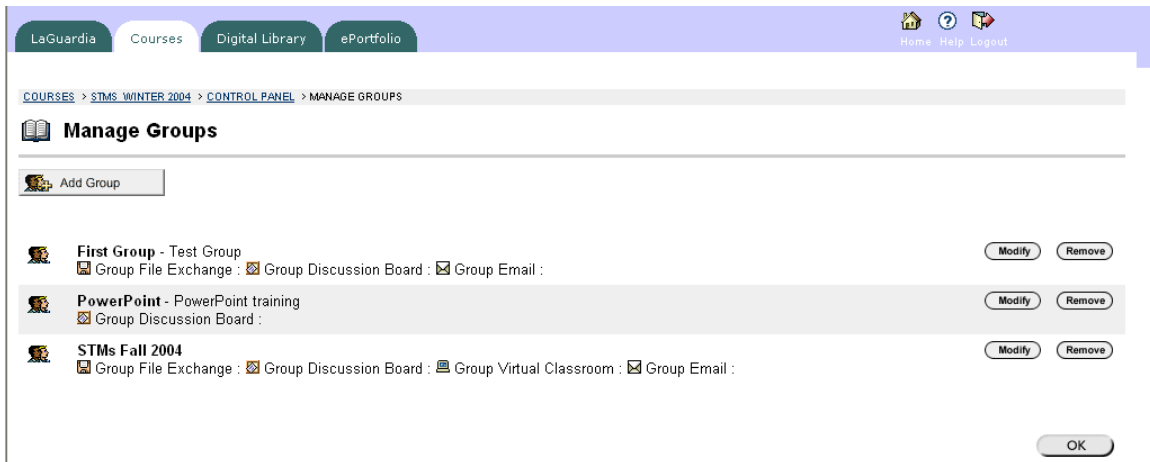 LaGuardia Courses Digital Library ePortfolio
Home Help Logout
COURSES > STMS WINTER 2004 > CONTROL PANEL > MANAGE GROUPS
Manage Groups
Add Group
First Group - Test Group Modify Remove
Group File Exchange : Group Discussion Board : Group Email :
PowerPoint - PowerPoint training Modify Remove
Group Discussion Board :
STMs Fall 2004 Modify Remove
Group File Exchange : Group Discussion Board : Group Virtual Classroom : Group Email :
OK